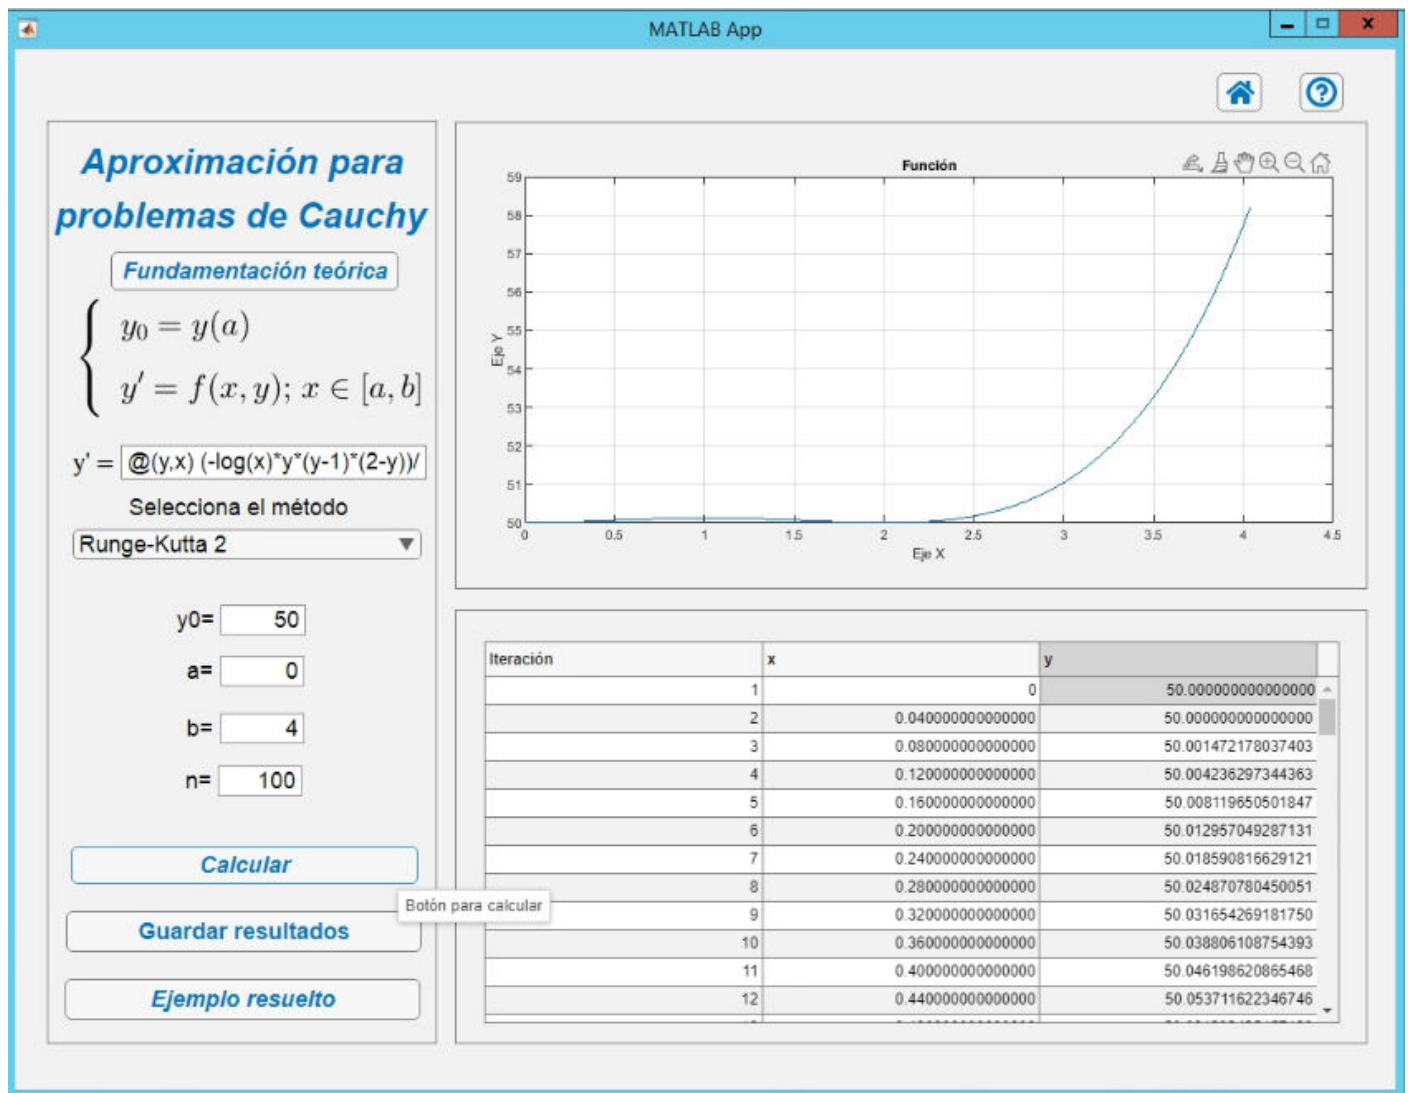 MATLAB App
Aproximación para
problemas de Cauchy
Fundamentación teórica
y₀ = y(a)
y′ = f(x, y); x ∈ [a, b]
y' = @(y,x) (-log(x)*y*(y-1)*(2-y))/
Selecciona el método
Runge-Kutta 2
y0= 50
a= 0
b= 4
n= 100
Calcular
Botón para calcular
Guardar resultados
Ejemplo resuelto
Función
59
58
57
56
55
54
53
52
51
50
Eje Y
0 0.5 1 1.5 2 2.5 3 3.5 4 4.5
Eje X
Iteración x y
1 0 50.000000000000000
2 0.040000000000000 50.000000000000000
3 0.080000000000000 50.001472178037403
4 0.120000000000000 50.004236297344363
5 0.160000000000000 50.008119650501847
6 0.200000000000000 50.012957049287131
7 0.240000000000000 50.018590816629121
8 0.280000000000000 50.024870780450051
9 0.320000000000000 50.031654269181750
10 0.360000000000000 50.038806108754393
11 0.400000000000000 50.046198620865468
12 0.440000000000000 50.053711622346746